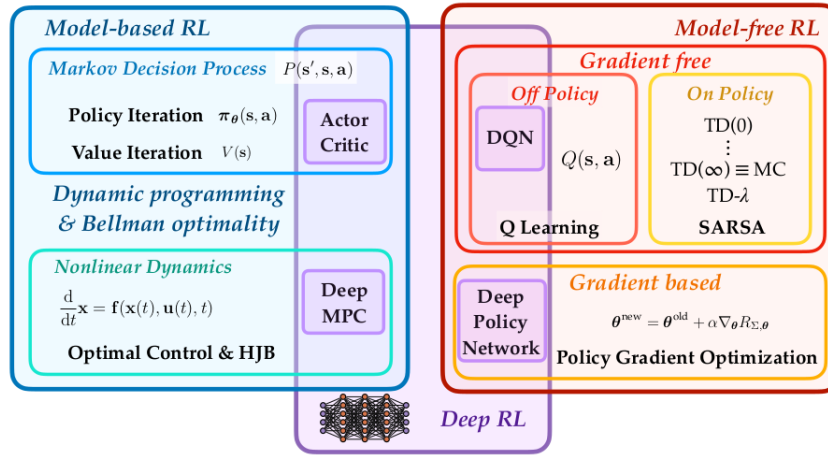 Model-based RL
Markov Decision Process P(s′, s, a)
Policy Iteration π_θ(s, a)
Value Iteration V(s)
Actor
Critic
Dynamic programming
& Bellman optimality
Nonlinear Dynamics
d/dt x = f(x(t), u(t), t)
Optimal Control & HJB
Deep
MPC
Deep RL
Model-free RL
Gradient free
Off Policy
DQN
Q(s, a)
Q Learning
On Policy
TD(0)
⋮
TD(∞) ≡ MC
TD-λ
SARSA
Gradient based
Deep
Policy
Network
θ^new = θ^old + α∇_θ R_Σ,θ
Policy Gradient Optimization